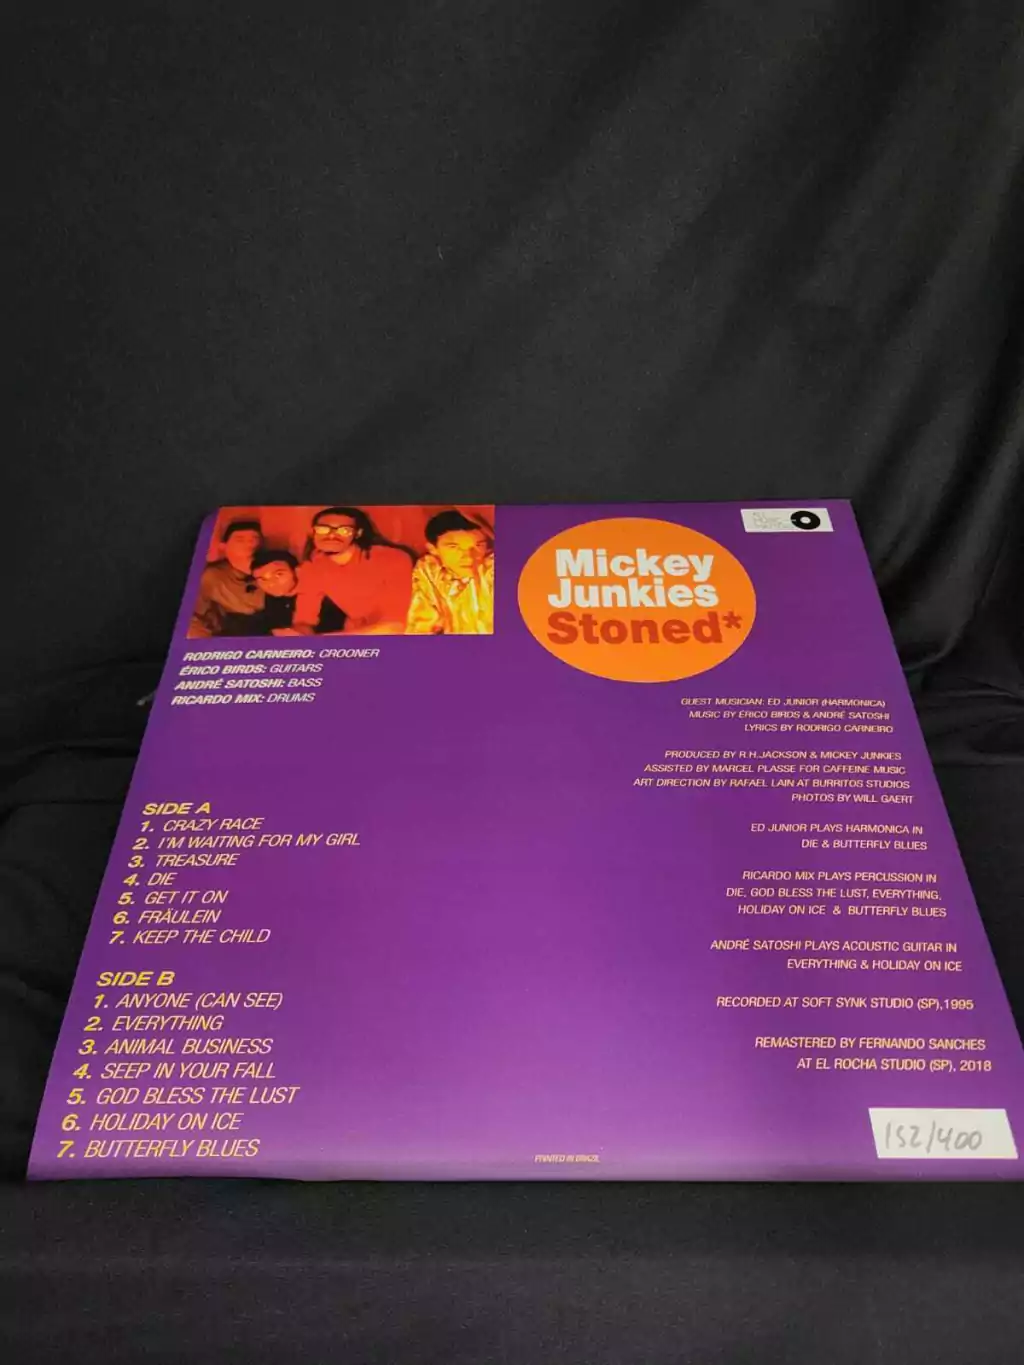 Mickey
Junkies
Stoned*
RODRIGO CARNEIRO: CROONER
ÉRICO BIRDS: GUITARS
ANDRÉ SATOSHI: BASS
RICARDO MIX: DRUMS
SIDE A
1. CRAZY RACE
2. I'M WAITING FOR MY GIRL
3. TREASURE
4. DIE
5. GET IT ON
6. FRÄULEIN
7. KEEP THE CHILD
SIDE B
1. ANYONE (CAN SEE)
2. EVERYTHING
3. ANIMAL BUSINESS
4. SEEP IN YOUR FALL
5. GOD BLESS THE LUST
6. HOLIDAY ON ICE
7. BUTTERFLY BLUES
GUEST MUSICIAN: ED JUNIOR (HARMONICA)
MUSIC BY ÉRICO BIRDS & ANDRÉ SATOSHI
LYRICS BY RODRIGO CARNEIRO
PRODUCED BY R.H.JACKSON & MICKEY JUNKIES
ASSISTED BY MARCEL PLASSE FOR CAFFEINE MUSIC
ART DIRECTION BY RAFAEL LAIN AT BURRITOS STUDIOS
PHOTOS BY WILL GAERT
ED JUNIOR PLAYS HARMONICA IN
DIE & BUTTERFLY BLUES
RICARDO MIX PLAYS PERCUSSION IN
DIE, GOD BLESS THE LUST, EVERYTHING,
HOLIDAY ON ICE & BUTTERFLY BLUES
ANDRÉ SATOSHI PLAYS ACOUSTIC GUITAR IN
EVERYTHING & HOLIDAY ON ICE
RECORDED AT SOFT SYNK STUDIO (SP),1995
REMASTERED BY FERNANDO SANCHES
AT EL ROCHA STUDIO (SP), 2018
152/400
PRINTED IN BRAZIL